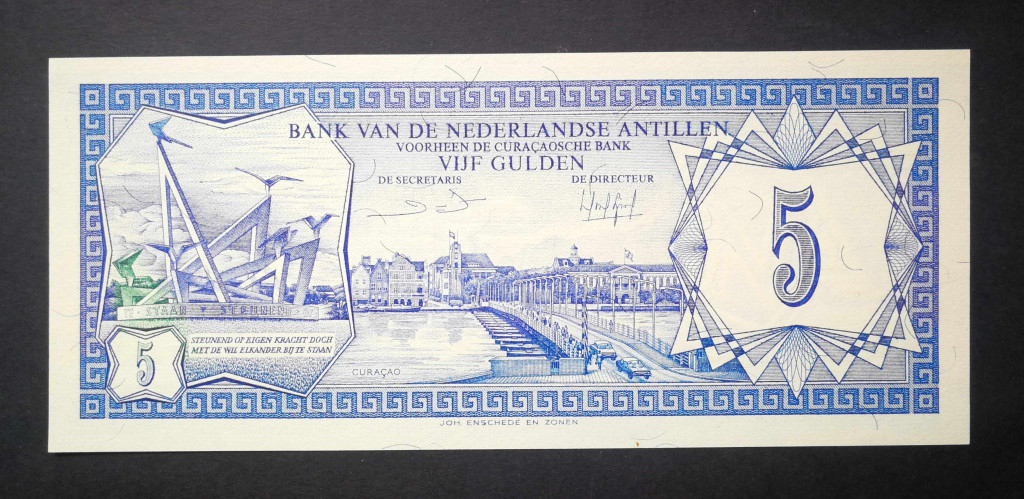 BANK VAN DE NEDERLANDSE ANTILLEN
VOORHEEN DE CURAÇAOSCHE BANK
VIJF GULDEN
DE SECRETARIS
DE DIRECTEUR
5
STEUNEND OP EIGEN KRACHT DOCH
MET DE WIL ELKANDER BIJ TE STAAN
5
CURAÇAO
JOH. ENSCHEDÉ EN ZONEN